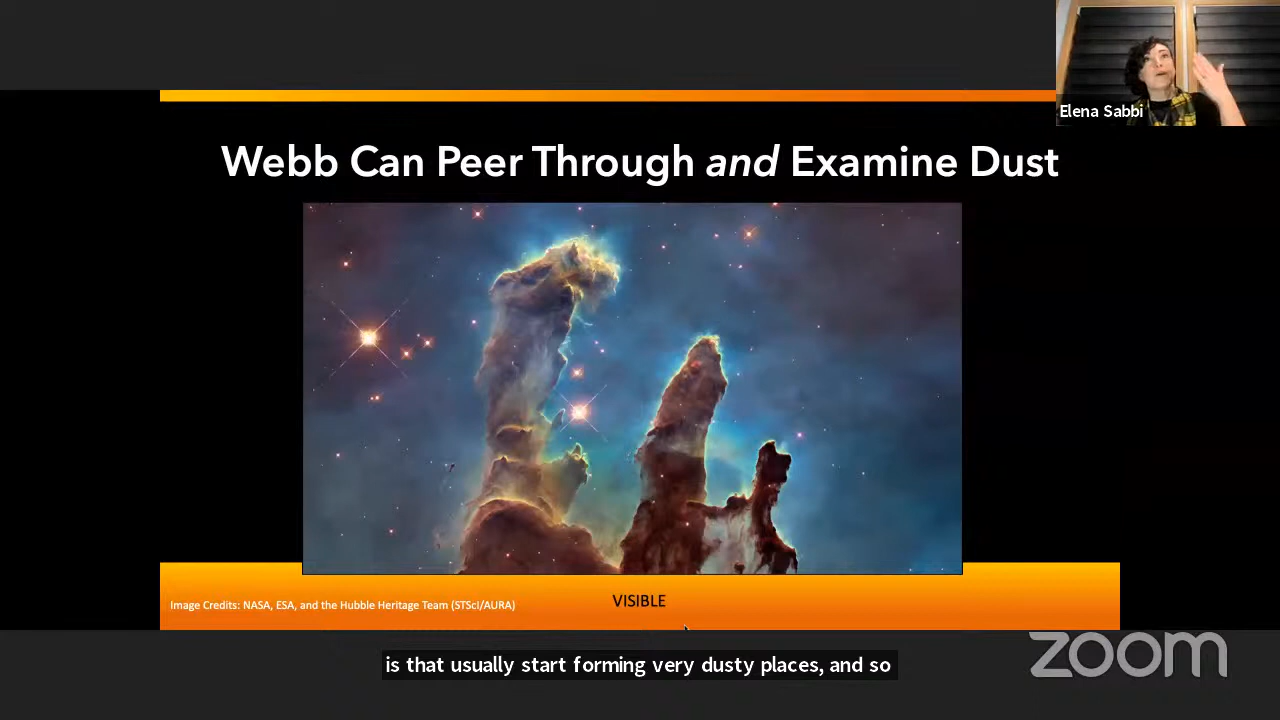 Elena Sabbi
Webb Can Peer Through and Examine Dust
Image Credits: NASA, ESA, and the Hubble Heritage Team (STScI/AURA)
VISIBLE
is that usually start forming very dusty places, and so
zoom